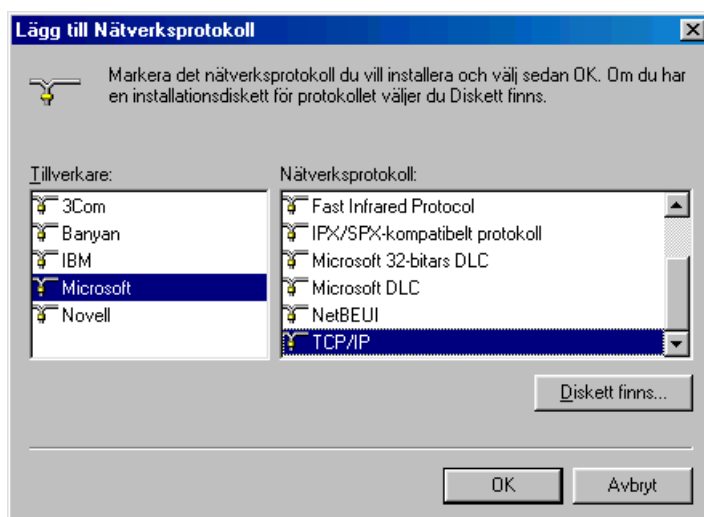 Lägg till Nätverksprotokoll
Markera det nätverksprotokoll du vill installera och välj sedan OK. Om du har
en installationsdiskett för protokollet väljer du Diskett finns.
Tillverkare:
3Com
Banyan
IBM
Microsoft
Novell
Nätverksprotokoll:
Fast Infrared Protocol
IPX/SPX-kompatibelt protokoll
Microsoft 32-bitars DLC
Microsoft DLC
NetBEUI
TCP/IP
Diskett finns...
OK
Avbryt